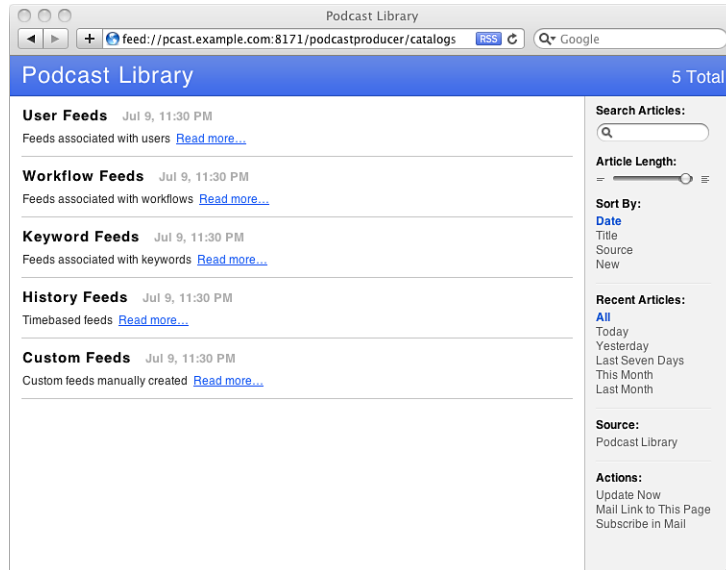 Podcast Library
feed://pcast.example.com:8171/podcastproducer/catalogs RSS Google
Podcast Library 5 Total
User Feeds Jul 9, 11:30 PM
Feeds associated with users Read more...
Workflow Feeds Jul 9, 11:30 PM
Feeds associated with workflows Read more...
Keyword Feeds Jul 9, 11:30 PM
Feeds associated with keywords Read more...
History Feeds Jul 9, 11:30 PM
Timebased feeds Read more...
Custom Feeds Jul 9, 11:30 PM
Custom feeds manually created Read more...
Search Articles:
Article Length:
Sort By:
Date
Title
Source
New
Recent Articles:
All
Today
Yesterday
Last Seven Days
This Month
Last Month
Source:
Podcast Library
Actions:
Update Now
Mail Link to This Page
Subscribe in Mail